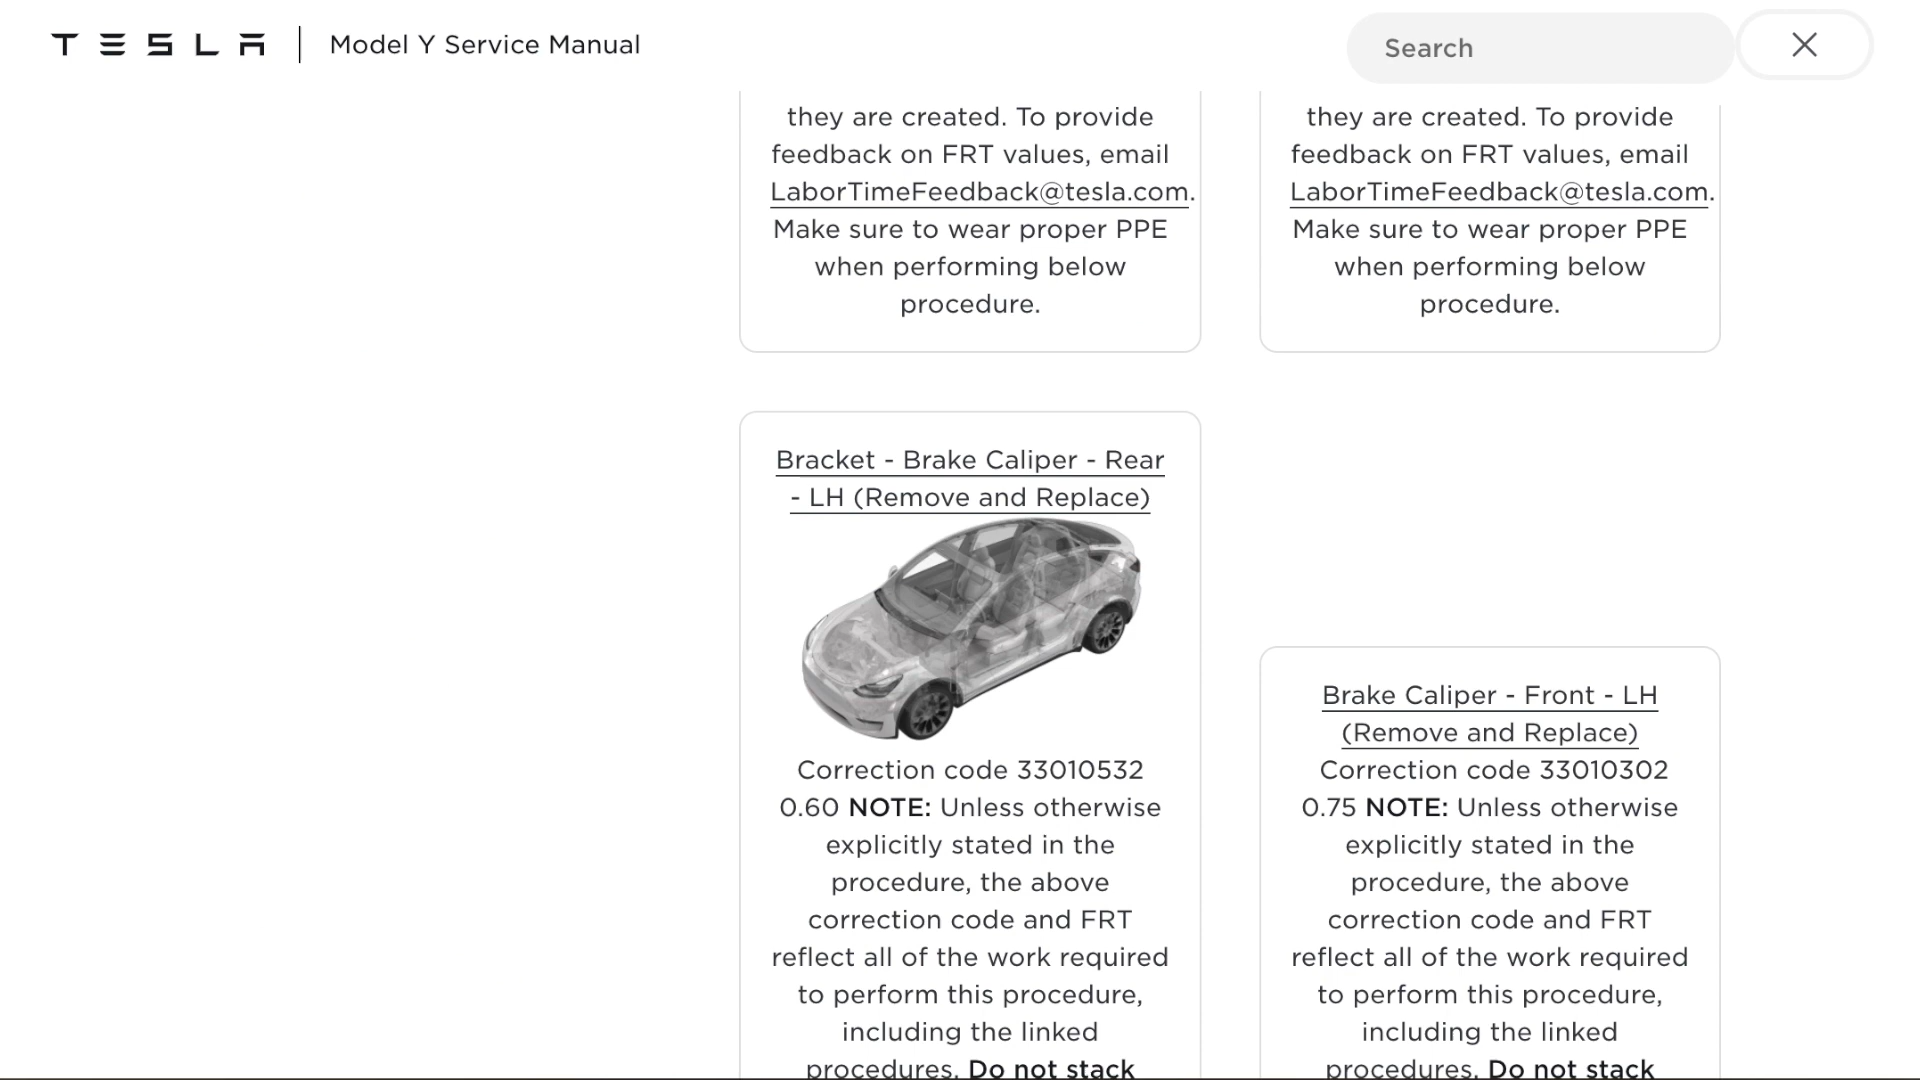 TESLA
Model Y Service Manual
Search
they are created. To provide
feedback on FRT values, email
LaborTimeFeedback@tesla.com.
Make sure to wear proper PPE
when performing below
procedure.
they are created. To provide
feedback on FRT values, email
LaborTimeFeedback@tesla.com.
Make sure to wear proper PPE
when performing below
procedure.
Bracket - Brake Caliper - Rear
- LH (Remove and Replace)
Correction code 33010532
0.60 NOTE: Unless otherwise
explicitly stated in the
procedure, the above
correction code and FRT
reflect all of the work required
to perform this procedure,
including the linked
procedures. Do not stack
Brake Caliper - Front - LH
(Remove and Replace)
Correction code 33010302
0.75 NOTE: Unless otherwise
explicitly stated in the
procedure, the above
correction code and FRT
reflect all of the work required
to perform this procedure,
including the linked
procedures. Do not stack